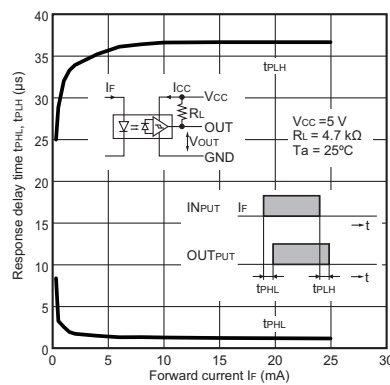 Response delay time tPHL, tPLH (μs)
40
35
30
25
20
15
10
5
0
0 5 10 15 20 25 30
Forward current IF (mA)
tPLH
IF ICC
VCC
RL
OUT
VOUT
GND
VCC =5 V
RL = 4.7 kΩ
Ta = 25ºC
INPUT IF
t
OUTPUT
t
tPHL tPLH
tPHL